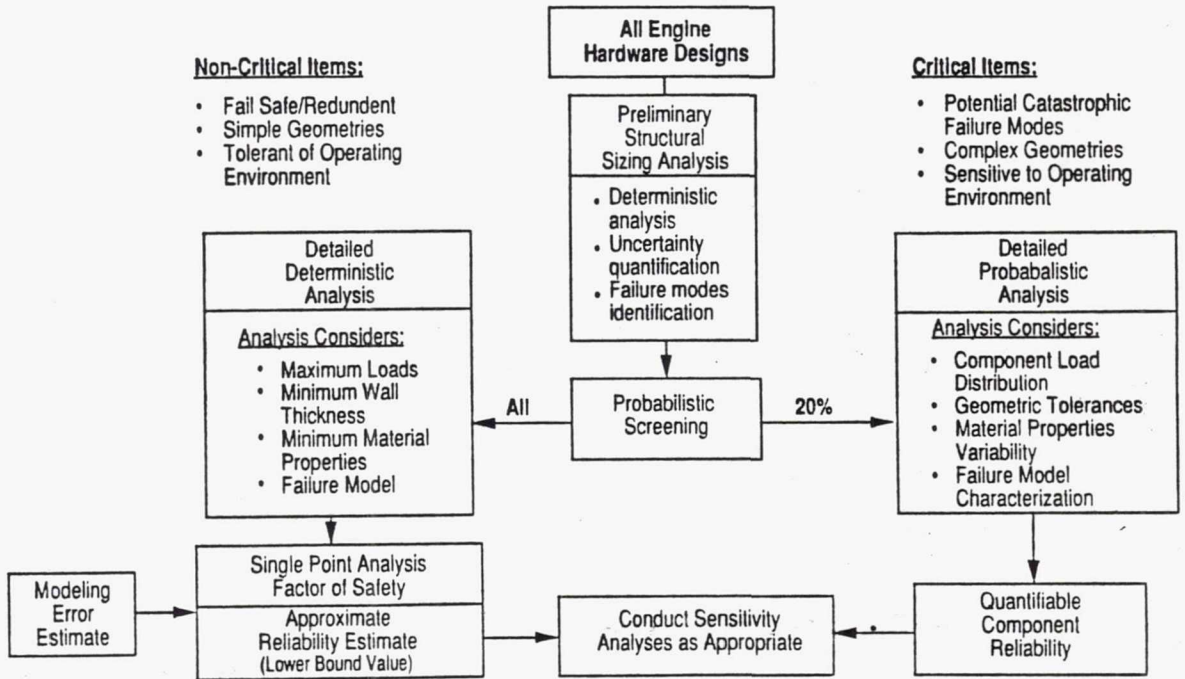 All Engine
Hardware Designs
Non-Critical Items:
• Fail Safe/Redundent
• Simple Geometries
• Tolerant of Operating
Environment
Critical Items:
• Potential Catastrophic
Failure Modes
• Complex Geometries
• Sensitive to Operating
Environment
Preliminary
Structural
Sizing Analysis
• Deterministic
analysis
• Uncertainty
quantification
• Failure modes
identification
Detailed
Deterministic
Analysis
Analysis Considers:
• Maximum Loads
• Minimum Wall
Thickness
• Minimum Material
Properties
• Failure Model
All
Probabilistic
Screening
20%
Detailed
Probabalistic
Analysis
Analysis Considers:
• Component Load
Distribution
• Geometric Tolerances
• Material Properties
Variability
• Failure Model
Characterization
Modeling
Error
Estimate
Single Point Analysis
Factor of Safety
Approximate
Reliability Estimate
(Lower Bound Value)
Conduct Sensitivity
Analyses as Appropriate
Quantifiable
Component
Reliability